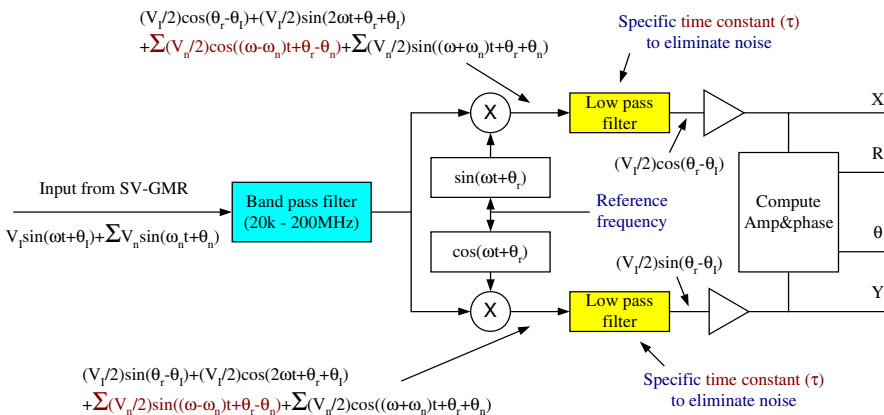 (V_I/2)cos(θ_r-θ_I)+(V_I/2)sin(2ωt+θ_r+θ_I)
+∑(V_n/2)cos((ω-ω_n)t+θ_r-θ_n)+∑(V_n/2)sin((ω+ω_n)t+θ_r+θ_n)
Specific time constant (τ)
to eliminate noise
X
Low pass
filter
X
(V_I/2)cos(θ_r-θ_I)
R
sin(ωt+θ_r)
Input from SV-GMR
Band pass filter
(20k - 200MHz)
V_Isin(ωt+θ_I)+∑V_nsin(ω_nt+θ_n)
Reference
frequency
Compute
Amp&phase
cos(ωt+θ_r)
θ
(V_I/2)sin(θ_r-θ_I)
X
Low pass
filter
Y
(V_I/2)sin(θ_r-θ_I)+(V_I/2)cos(2ωt+θ_r+θ_I)
+∑(V_n/2)sin((ω-ω_n)t+θ_r-θ_n)+∑(V_n/2)cos((ω+ω_n)t+θ_r+θ_n)
Specific time constant (τ)
to eliminate noise